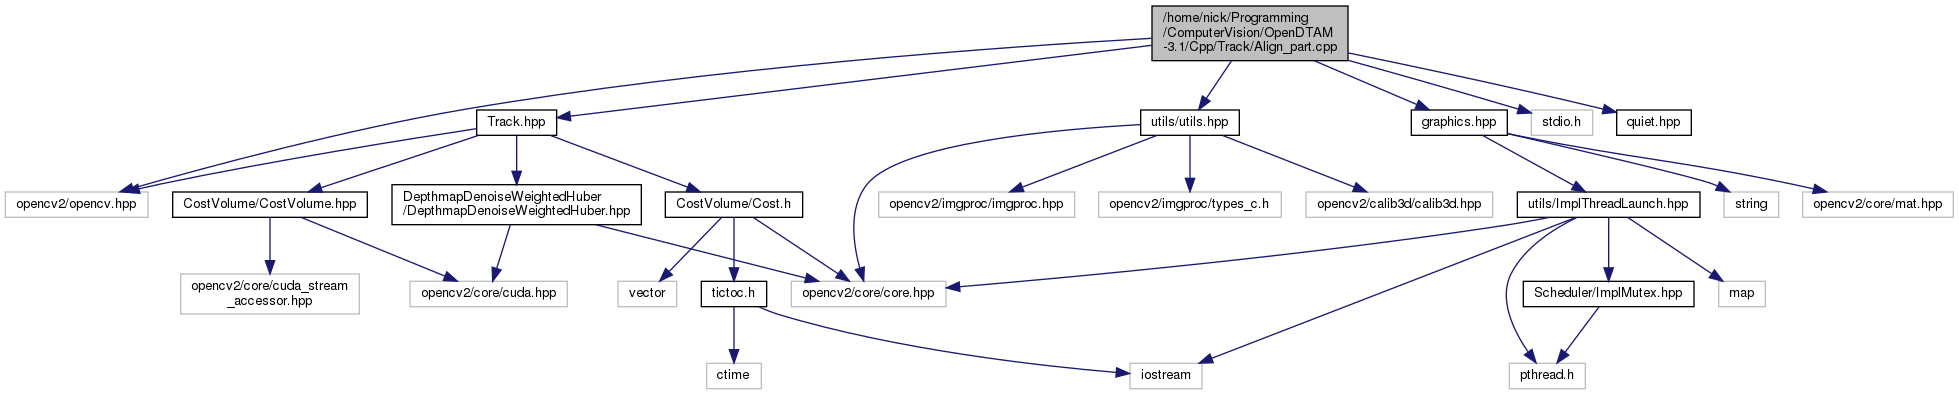 /home/nick/Programming
/ComputerVision/OpenDTAM
-3.1/Cpp/Track/Align_part.cpp
Track.hpp
utils/utils.hpp
graphics.hpp
stdio.h
quiet.hpp
opencv2/opencv.hpp
CostVolume/CostVolume.hpp
DepthmapDenoiseWeightedHuber
/DepthmapDenoiseWeightedHuber.hpp
CostVolume/Cost.h
opencv2/imgproc/imgproc.hpp
opencv2/imgproc/types_c.h
opencv2/calib3d/calib3d.hpp
utils/ImplThreadLaunch.hpp
string
opencv2/core/mat.hpp
opencv2/core/cuda_stream
_accessor.hpp
opencv2/core/cuda.hpp
vector
tictoc.h
opencv2/core/core.hpp
Scheduler/ImplMutex.hpp
map
ctime
iostream
pthread.h